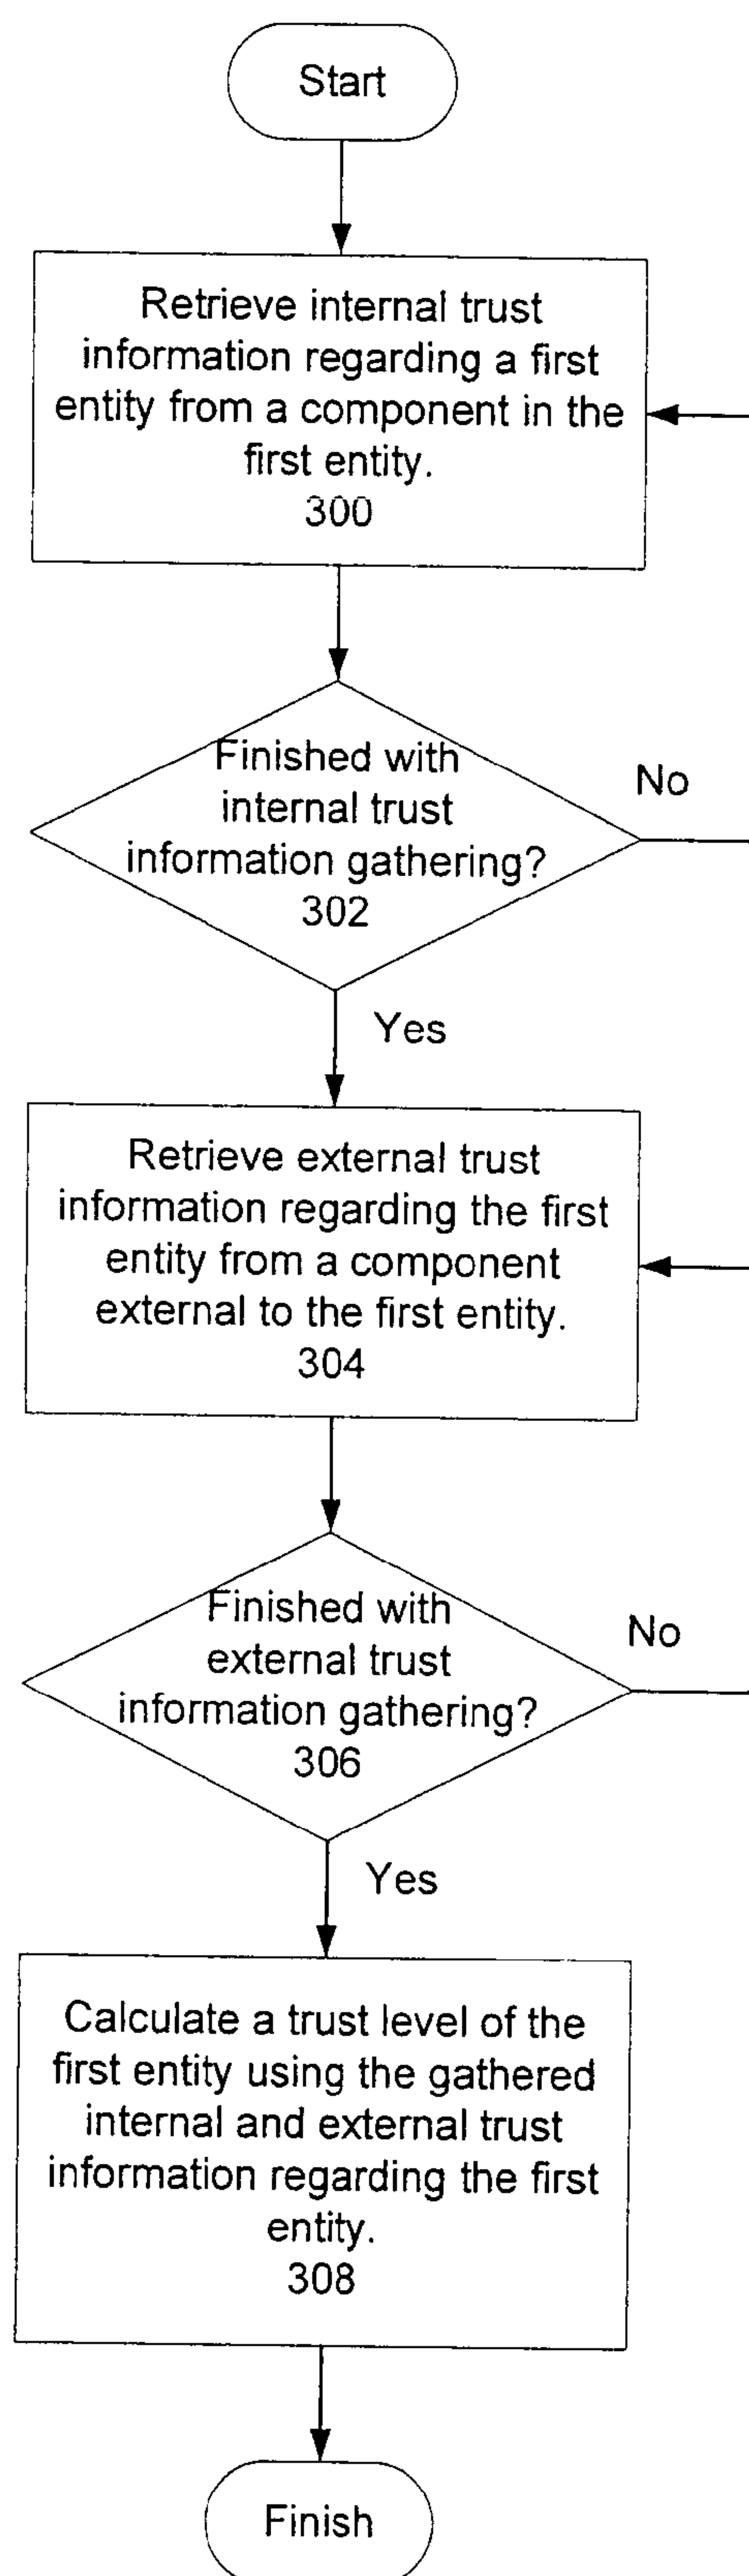 Start
Retrieve internal trust
information regarding a first
entity from a component in the
first entity.
300
Finished with
internal trust
information gathering?
302
No
Yes
Retrieve external trust
information regarding the first
entity from a component
external to the first entity.
304
Finished with
external trust
information gathering?
306
No
Yes
Calculate a trust level of the
first entity using the gathered
internal and external trust
information regarding the first
entity.
308
Finish